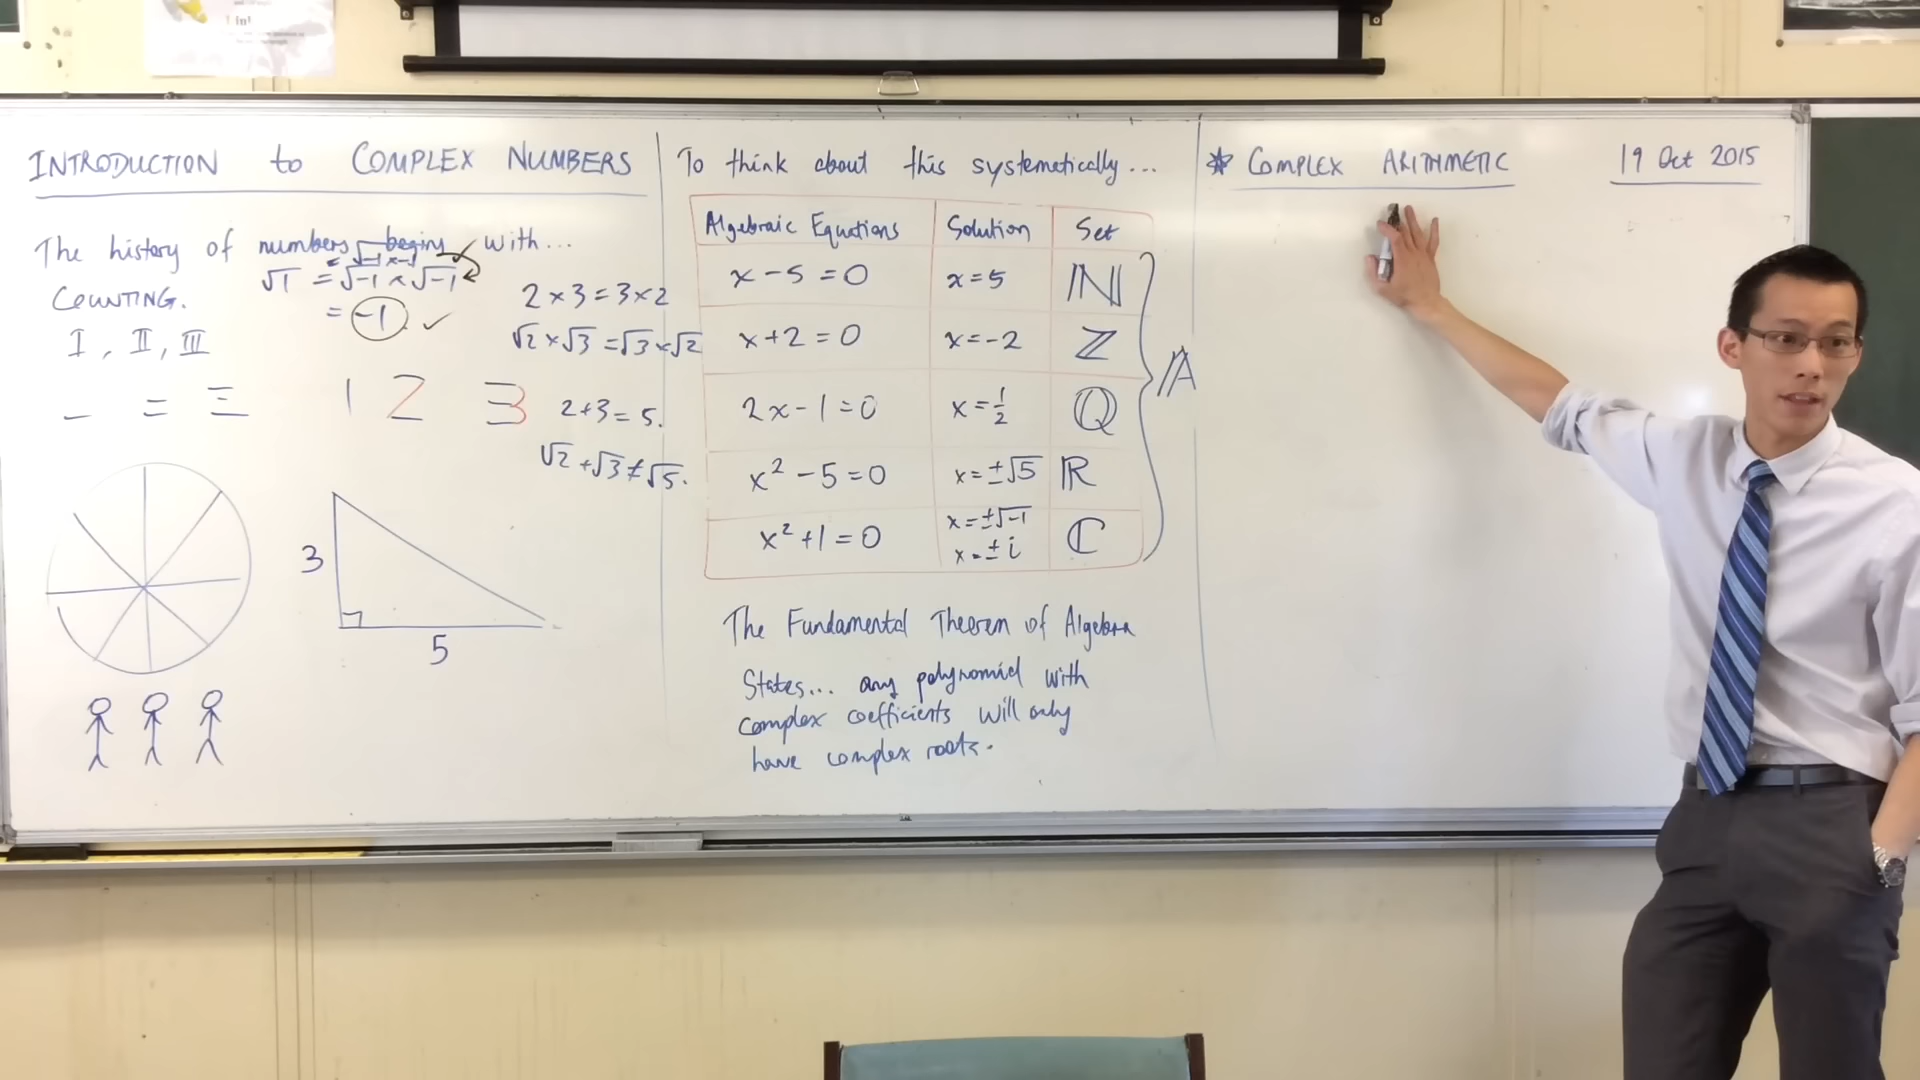 INTRODUCTION to COMPLEX NUMBERS
The history of numbers begins with...
COUNTING.
√1 = √-1 × -1
= √-1 × √-1
= -1 ✓
I, II, III
1 2 3
2 × 3 = 3 × 2
√2 × √3 = √3 × √2
2 + 3 = 5.
√2 + √3 ≠ √5.
3
5
To think about this systematically...
Algebraic Equations Solution Set
x - 5 = 0 x = 5 ℕ
x + 2 = 0 x = -2 ℤ
2x - 1 = 0 x = 1/2 ℚ
x² - 5 = 0 x = ±√5 ℝ
x² + 1 = 0 x = ±√-1
x = ± i ℂ
𝔸
The Fundamental Theorem of Algebra
States... any polynomial with
complex coefficients will only
have complex roots.
* COMPLEX ARITHMETIC
19 Oct 2015